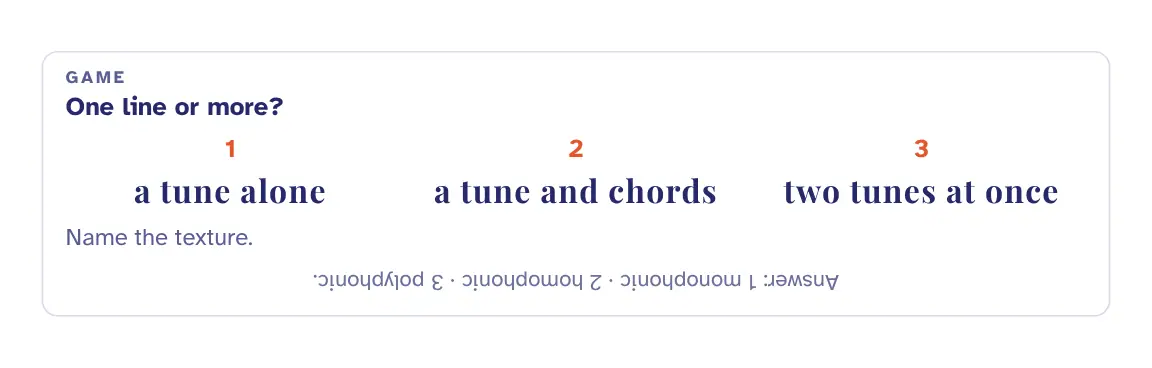 GAME
One line or more?
1 2 3
a tune alone a tune and chords two tunes at once
Name the texture.
Answer: 1 monophonic · 2 homophonic · 3 polyphonic.